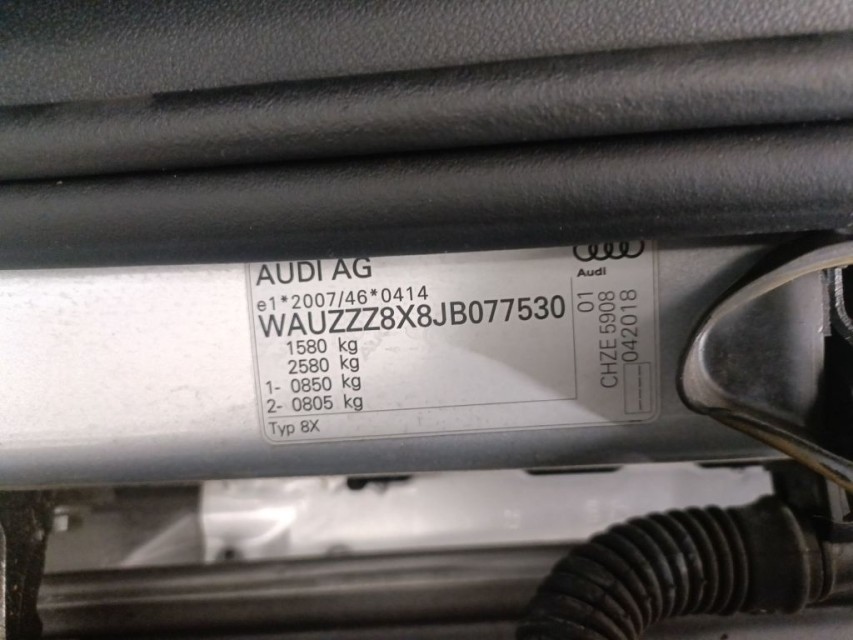 AUDI AG
e1*2007/46*0414
WAUZZZ8X8JB077530
1580 kg
2580 kg
1- 0850 kg
2- 0805 kg
Typ 8X
Audi
01
CHZE 5908
042018